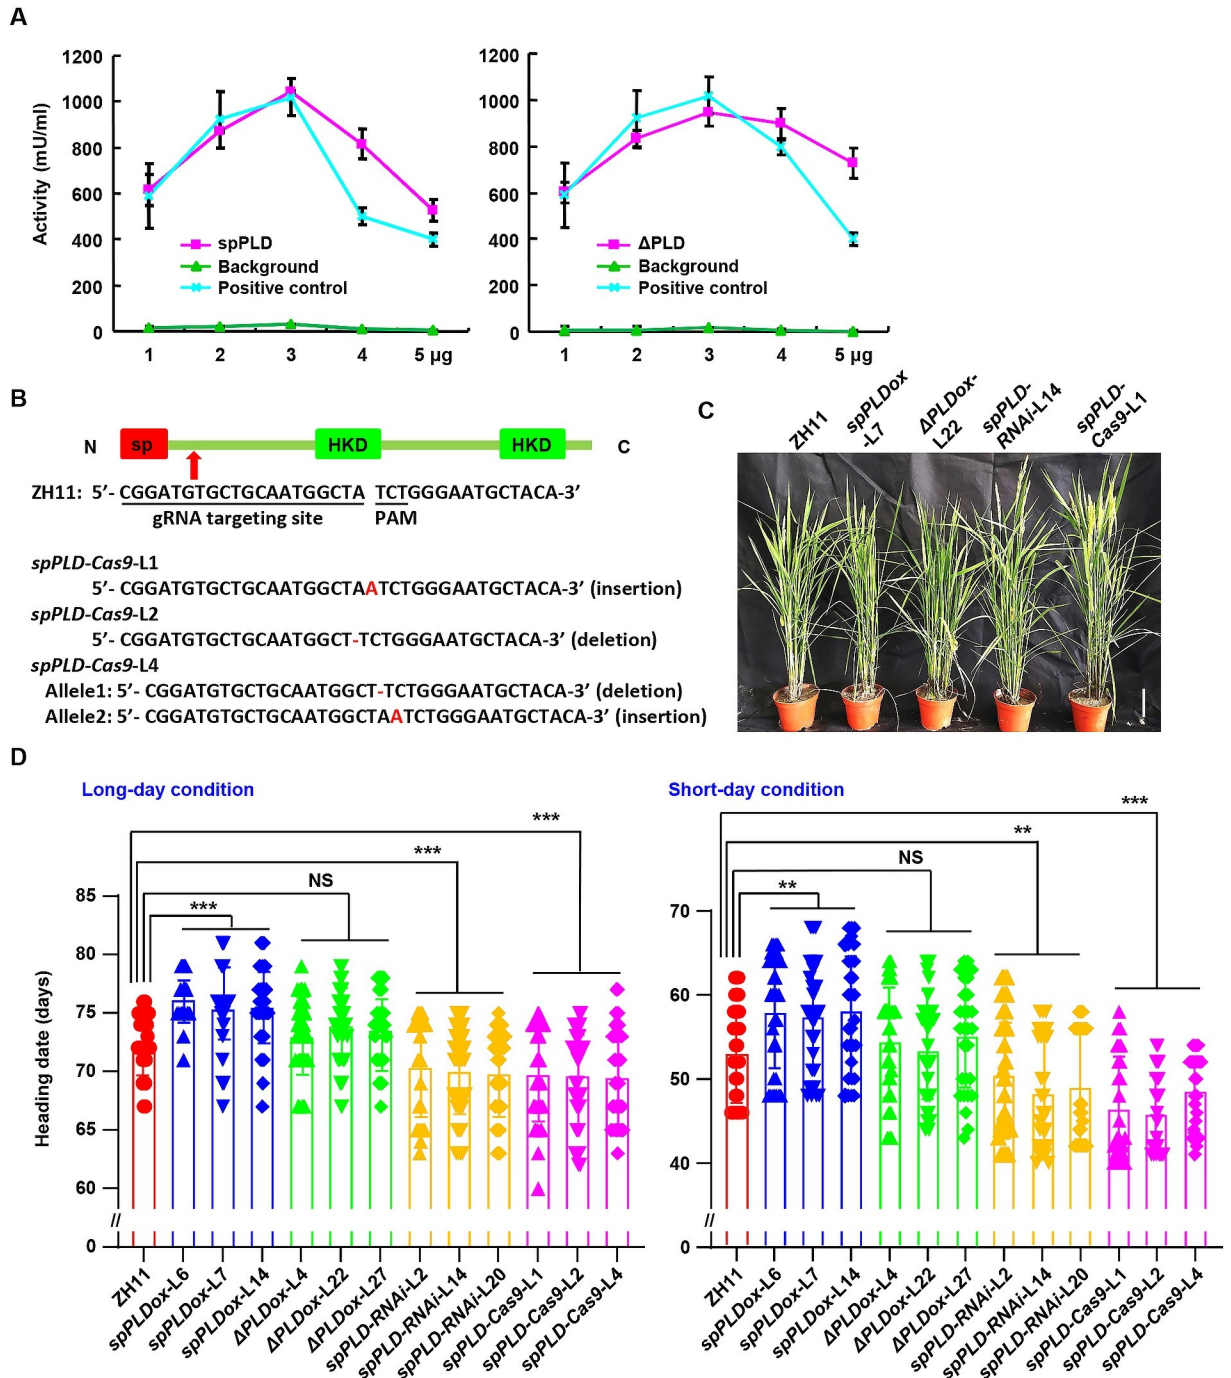 A
1200
1000
800
600
400
200
0
Activity (mU/ml)
spPLD
Background
Positive control
1 2 3 4 5 µg
1200
1000
800
600
400
200
0
ΔPLD
Background
Positive control
1 2 3 4 5 µg
B
N sp HKD HKD C
ZH11: 5’- CGGATGTGCTGCAATGGCTA TCTGGGAATGCTACA-3’
gRNA targeting site PAM
spPLD-Cas9-L1
5’- CGGATGTGCTGCAATGGCTAATCTGGGAATGCTACA-3’ (insertion)
spPLD-Cas9-L2
5’- CGGATGTGCTGCAATGGCT-TCTGGGAATGCTACA-3’ (deletion)
spPLD-Cas9-L4
Allele1: 5’- CGGATGTGCTGCAATGGCT-TCTGGGAATGCTACA-3’ (deletion)
Allele2: 5’- CGGATGTGCTGCAATGGCTAATCTGGGAATGCTACA-3’ (insertion)
C
ZH11
spPLDox
-L7
ΔPLDox-
L22
spPLD-
RNAi-L14
spPLD-
Cas9-L1
D
Long-day condition
***
***
NS
***
85
80
75
70
65
60
//
0
Heading date (days)
ZH11
spPLDox-L6
spPLDox-L7
spPLDox-L14
ΔPLDox-L4
ΔPLDox-L22
ΔPLDox-L27
spPLD-RNAi-L2
spPLD-RNAi-L14
spPLD-RNAi-L20
spPLD-Cas9-L1
spPLD-Cas9-L2
spPLD-Cas9-L4
Short-day condition
***
**
NS
**
70
60
50
40
//
0
ZH11
spPLDox-L6
spPLDox-L7
spPLDox-L14
ΔPLDox-L4
ΔPLDox-L22
ΔPLDox-L27
spPLD-RNAi-L2
spPLD-RNAi-L14
spPLD-RNAi-L20
spPLD-Cas9-L1
spPLD-Cas9-L2
spPLD-Cas9-L4